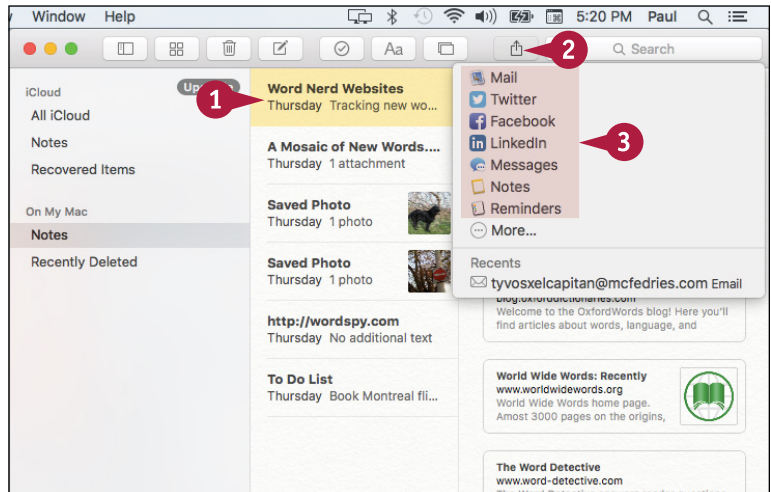 Window Help 5:20 PM Paul
Aa 2 Search
iCloud
All iCloud
Notes
Recovered Items
On My Mac
Notes
Recently Deleted
1
Word Nerd Websites
Thursday Tracking new wo...
A Mosaic of New Words....
Thursday 1 attachment
Saved Photo
Thursday 1 photo
Saved Photo
Thursday 1 photo
http://wordspy.com
Thursday No additional text
To Do List
Thursday Book Montreal fli...
Mail
Twitter
Facebook
in LinkedIn
3
Messages
Notes
Reminders
More...
Recents
tyvosxelcapitan@mcfedries.com Email
blog.oxforddictionaries.com
Welcome to the OxfordWords blog! Here you'll
find articles about words, language, and
World Wide Words: Recently
www.worldwidewords.org
World Wide Words home page.
Amost 3000 pages on the origins,
The Word Detective
www.word-detective.com